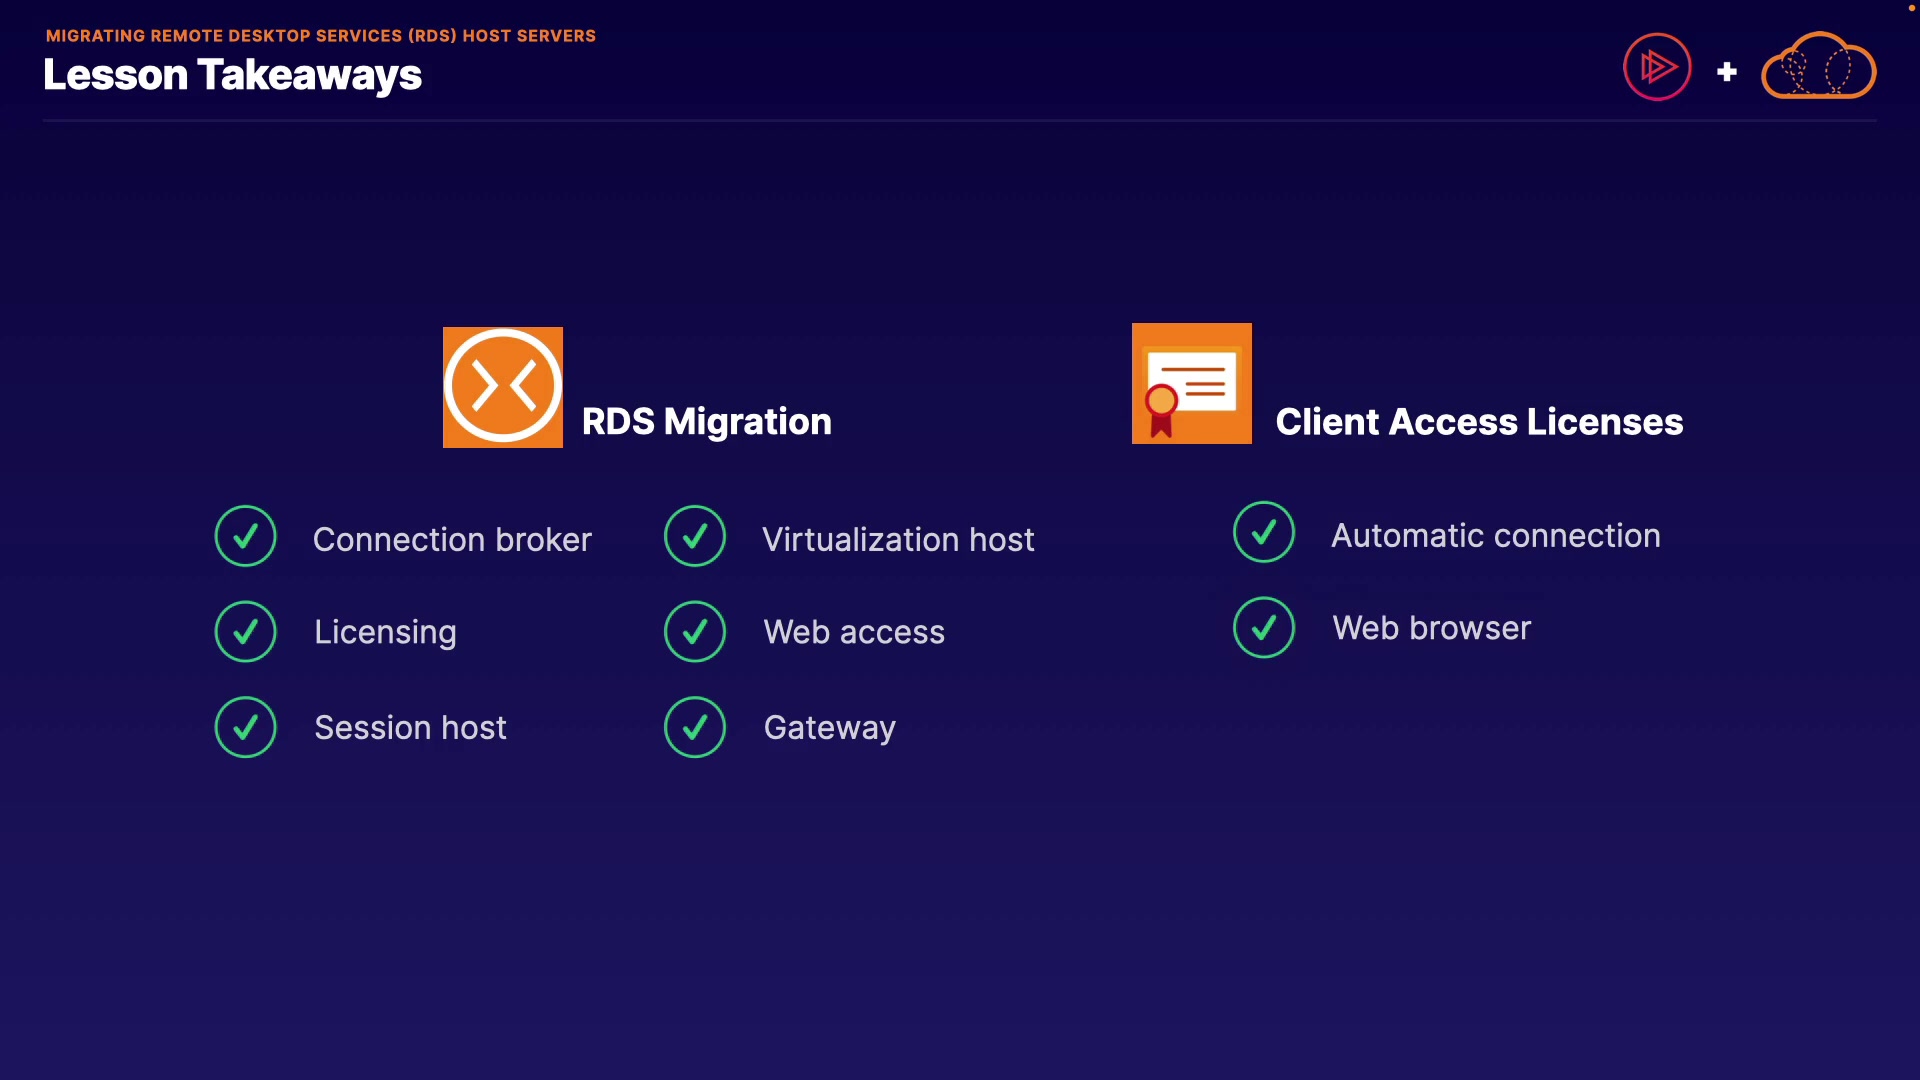 MIGRATING REMOTE DESKTOP SERVICES (RDS) HOST SERVERS
Lesson Takeaways
RDS Migration
Connection broker
Licensing
Session host
Virtualization host
Web access
Gateway
Client Access Licenses
Automatic connection
Web browser